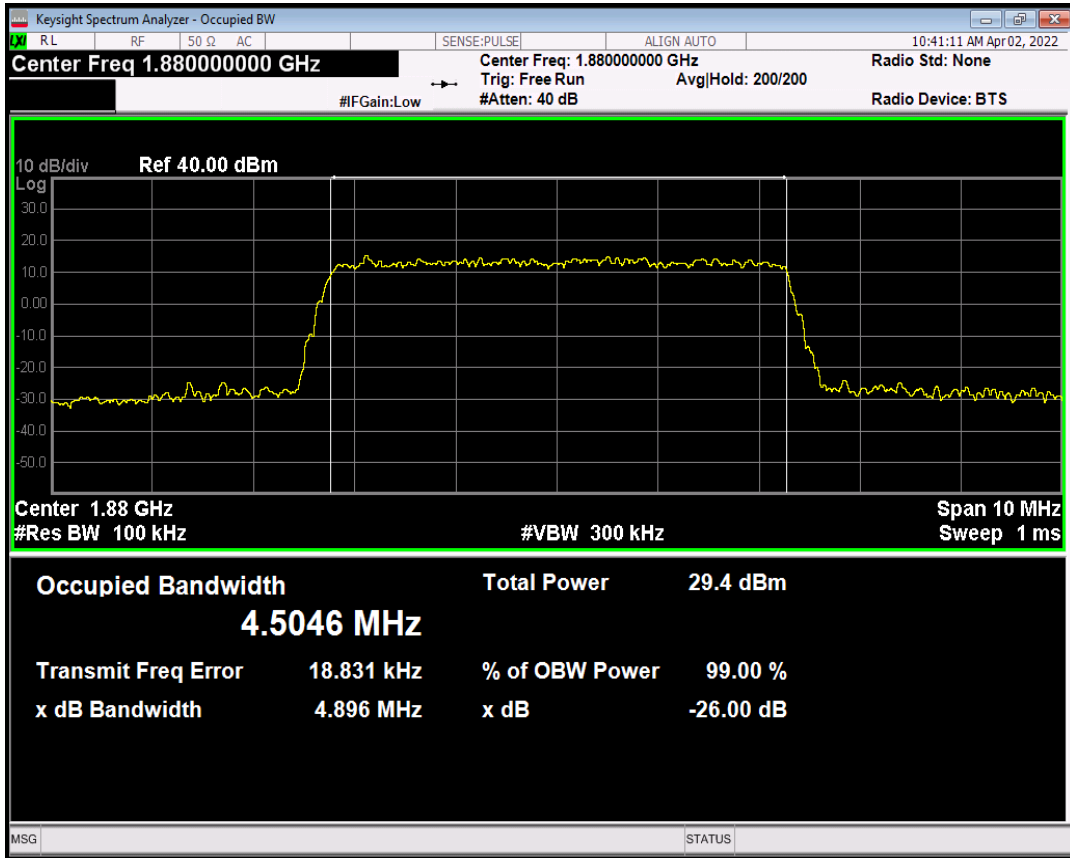 Keysight Spectrum Analyzer - Occupied BW
LXI RL RF 50 Ω AC SENSE:PULSE ALIGN AUTO 10:41:11 AM Apr 02, 2022
Center Freq 1.880000000 GHz Center Freq: 1.880000000 GHz Radio Std: None
Trig: Free Run Avg|Hold: 200/200
#IFGain:Low #Atten: 40 dB Radio Device: BTS
10 dB/div Ref 40.00 dBm
Log
30.0
20.0
10.0
0.00
-10.0
-20.0
-30.0
-40.0
-50.0
Center 1.88 GHz Span 10 MHz
#Res BW 100 kHz #VBW 300 kHz Sweep 1 ms
Occupied Bandwidth Total Power 29.4 dBm
4.5046 MHz
Transmit Freq Error 18.831 kHz % of OBW Power 99.00 %
x dB Bandwidth 4.896 MHz x dB -26.00 dB
MSG STATUS